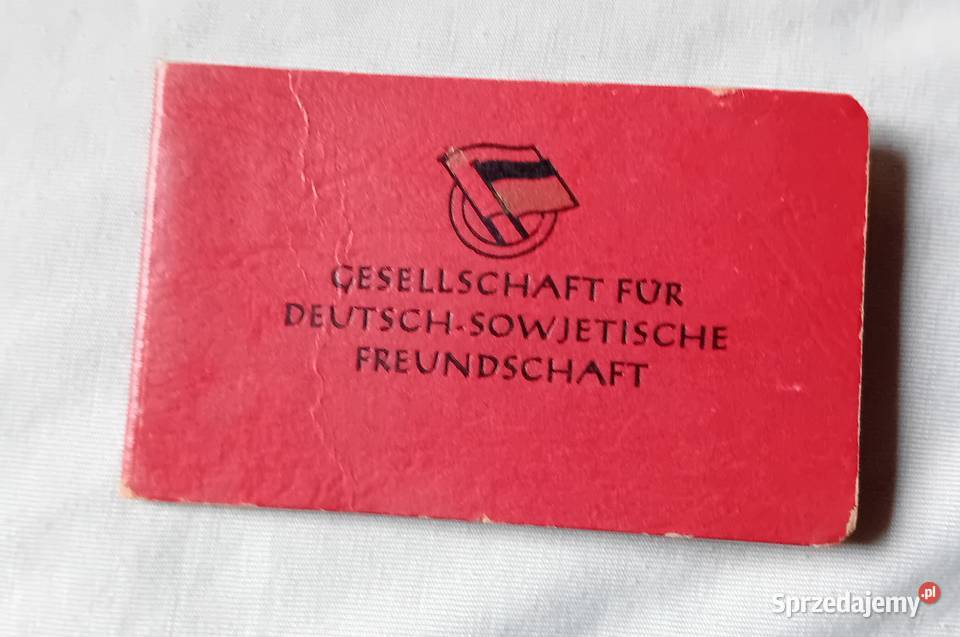 GESELLSCHAFT FÜR
DEUTSCH-SOWJETISCHE
FREUNDSCHAFT
Sprzedajemy.pl